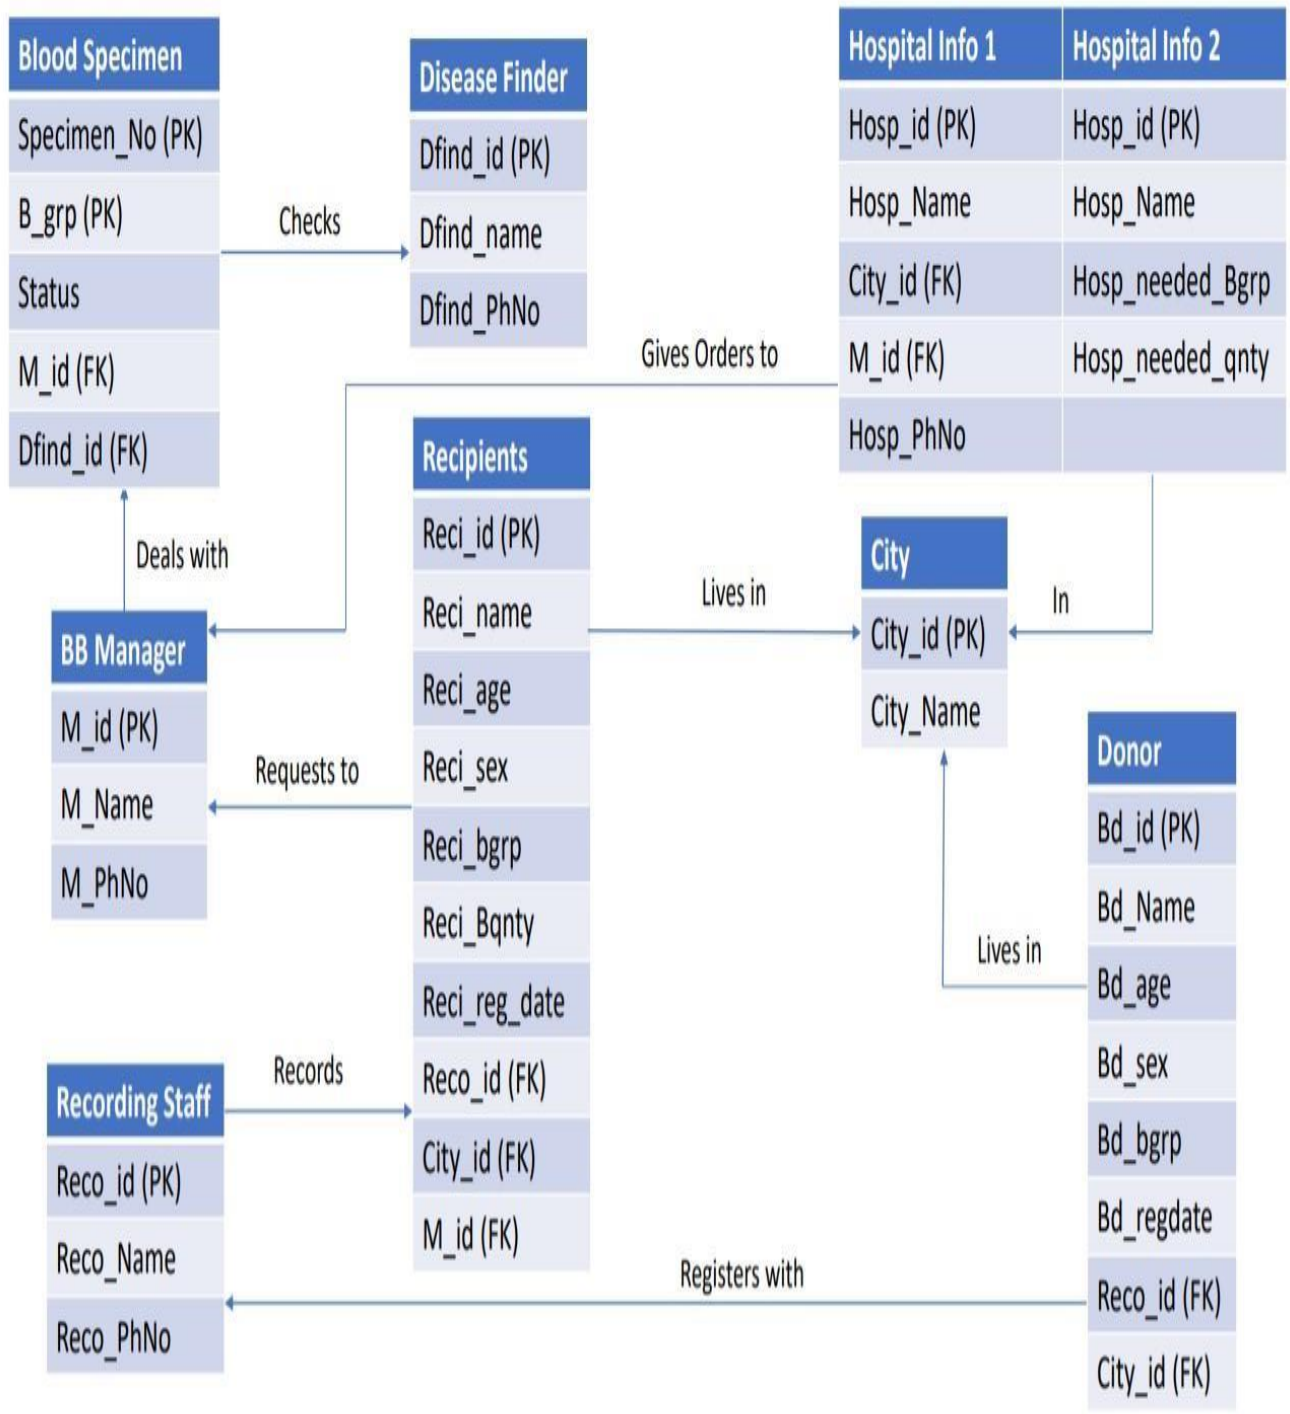 Blood Specimen
Specimen_No (PK)
B_grp (PK)
Status
M_id (FK)
Dfind_id (FK)
Checks
Disease Finder
Dfind_id (PK)
Dfind_name
Dfind_PhNo
Hospital Info 1
Hospital Info 2
Hosp_id (PK)
Hosp_id (PK)
Hosp_Name
Hosp_Name
City_id (FK)
Hosp_needed_Bgrp
M_id (FK)
Hosp_needed_qnty
Hosp_PhNo
Gives Orders to
Deals with
BB Manager
M_id (PK)
M_Name
M_PhNo
Requests to
Recipients
Reci_id (PK)
Reci_name
Reci_age
Reci_sex
Reci_bgrp
Reci_Bqnty
Reci_reg_date
Reco_id (FK)
City_id (FK)
M_id (FK)
Lives in
City
City_id (PK)
City_Name
In
Lives in
Donor
Bd_id (PK)
Bd_Name
Bd_age
Bd_sex
Bd_bgrp
Bd_regdate
Reco_id (FK)
City_id (FK)
Records
Recording Staff
Reco_id (PK)
Reco_Name
Reco_PhNo
Registers with